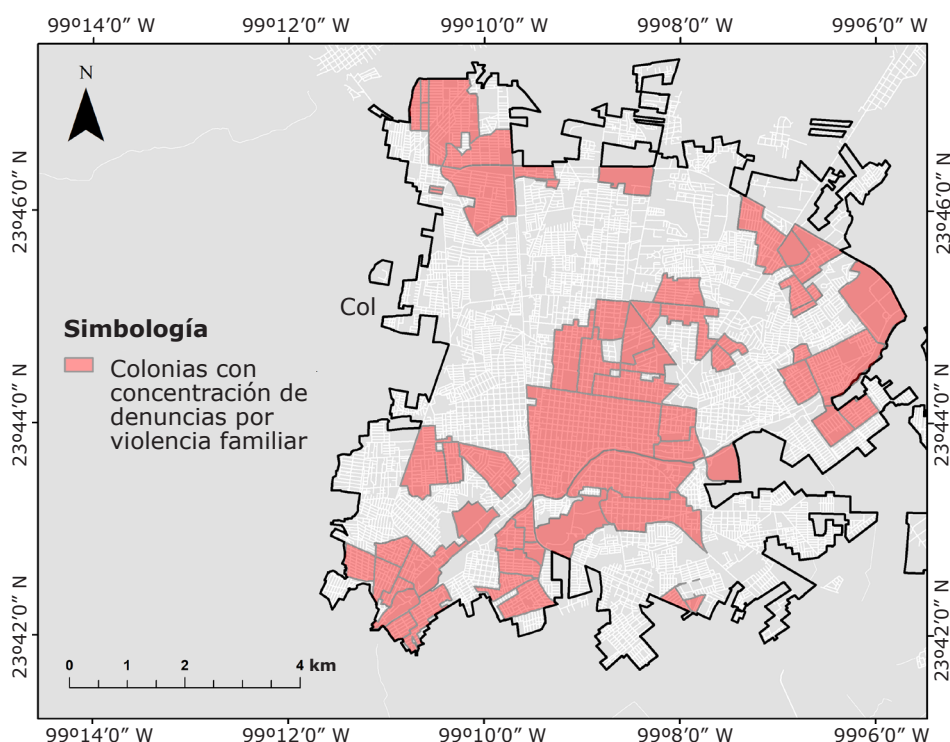 99º14’0” W 99º12’0” W 99º10’0” W 99º8’0” W 99º6’0” W
N
23º46’0” N
23º46’0” N
Col
Simbología
Colonias con
concentración de
denuncias por
violencia familiar
23º44’0” N
23º44’0” N
23º42’0” N
23º42’0” N
0 1 2 4 km
99º14’0” W 99º12’0” W 99º10’0” W 99º8’0” W 99º6’0” W